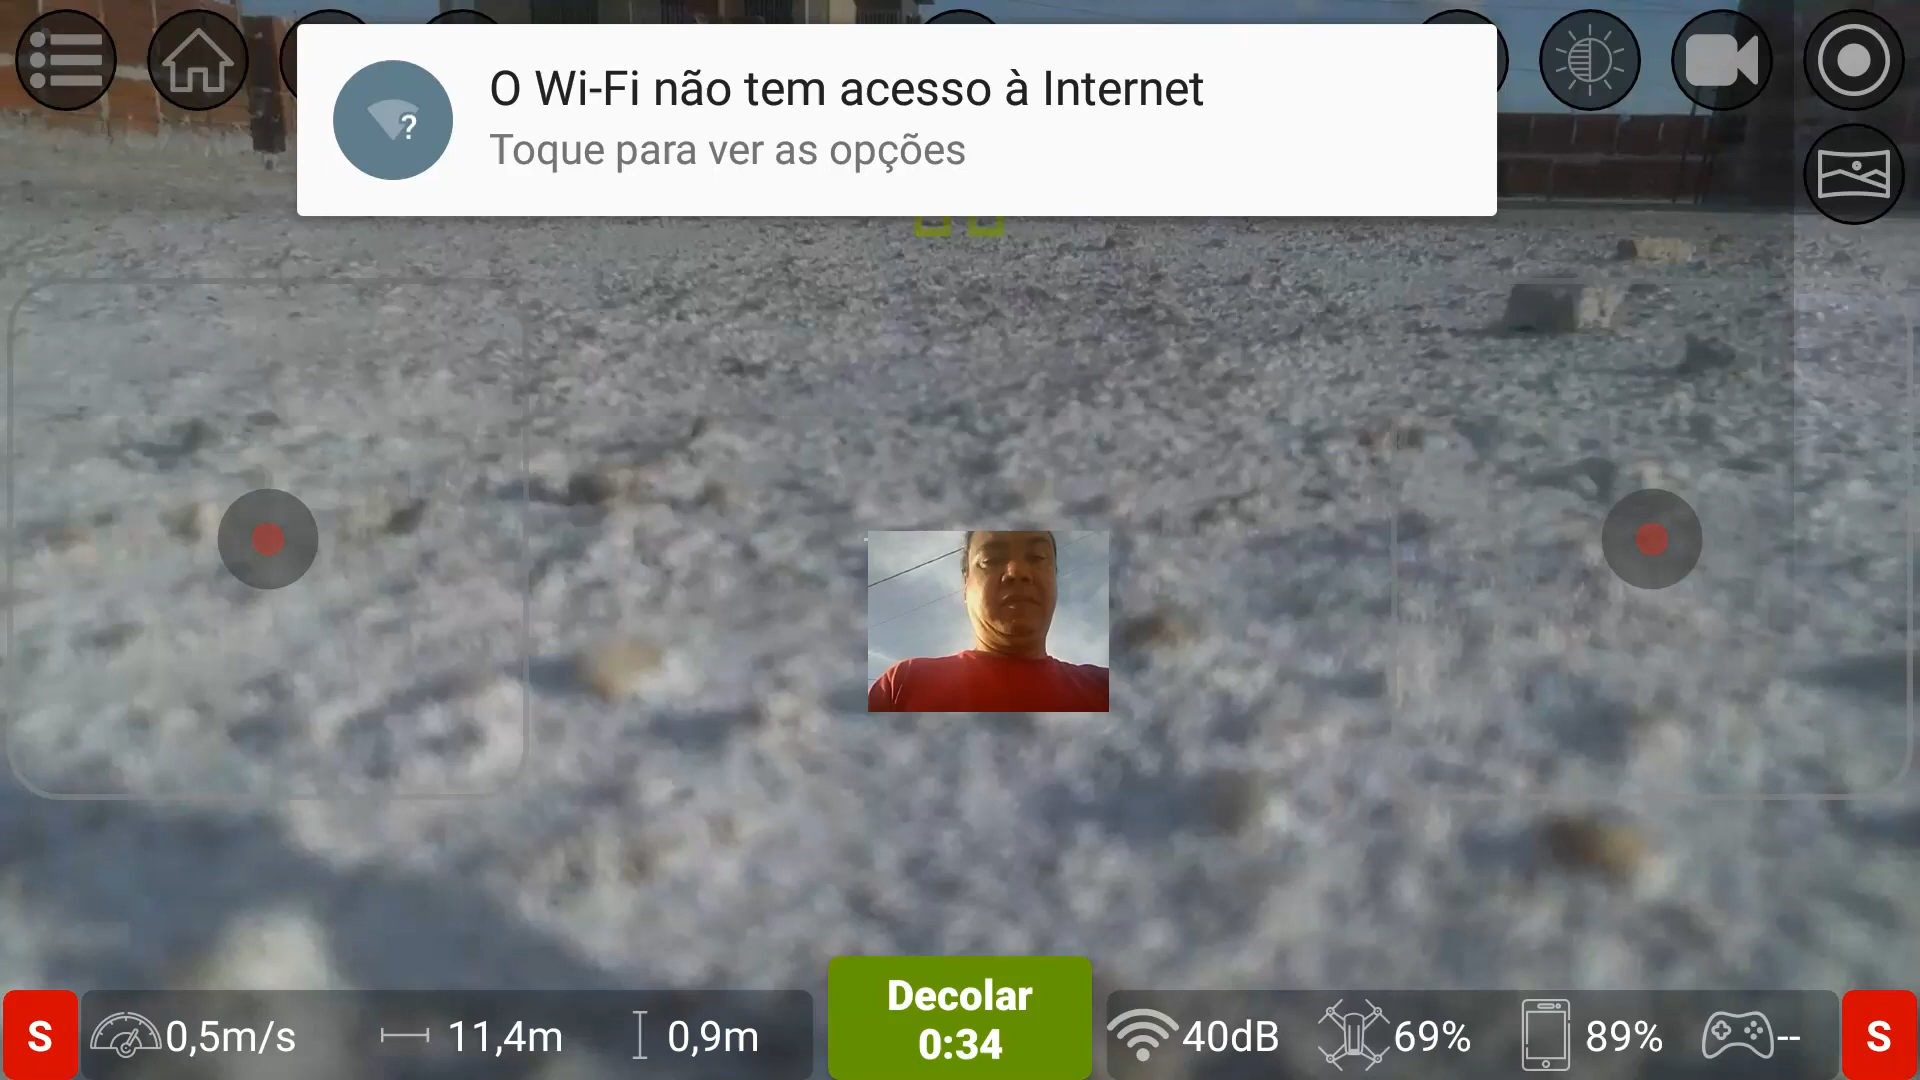 O Wi-Fi não tem acesso à Internet
Toque para ver as opções
Decolar
0:34
S
0,5m/s
11,4m
0,9m
40dB
69%
89%
--
S